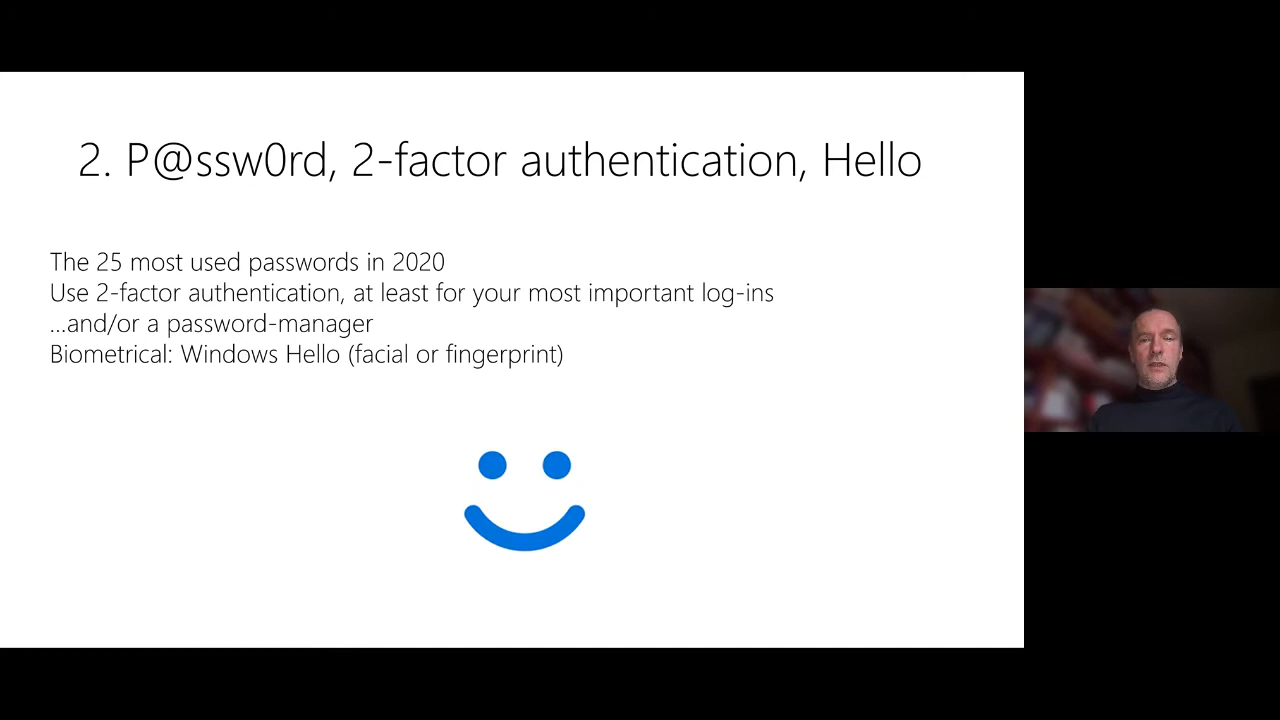 2. P@ssw0rd, 2-factor authentication, Hello
The 25 most used passwords in 2020
Use 2-factor authentication, at least for your most important log-ins
...and/or a password-manager
Biometrical: Windows Hello (facial or fingerprint)